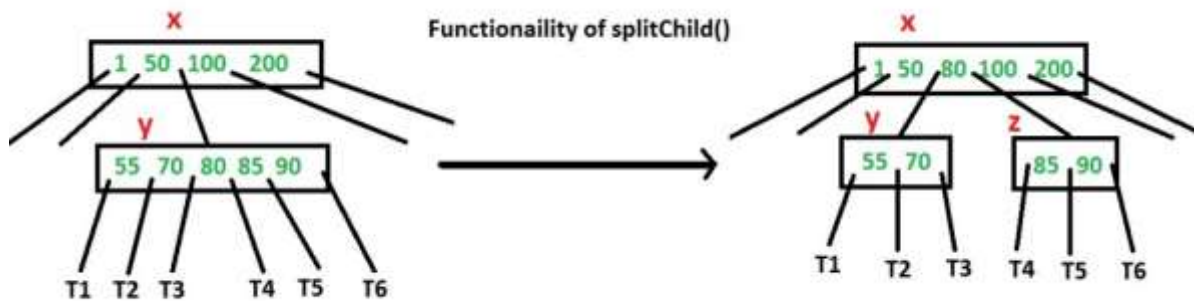 Functionaility of splitChild()
x
1 50 100 200
y
55 70 80 85 90
T1 T2 T3 T4 T5 T6
x
1 50 80 100 200
y z
55 70 85 90
T1 T2 T3 T4 T5 T6